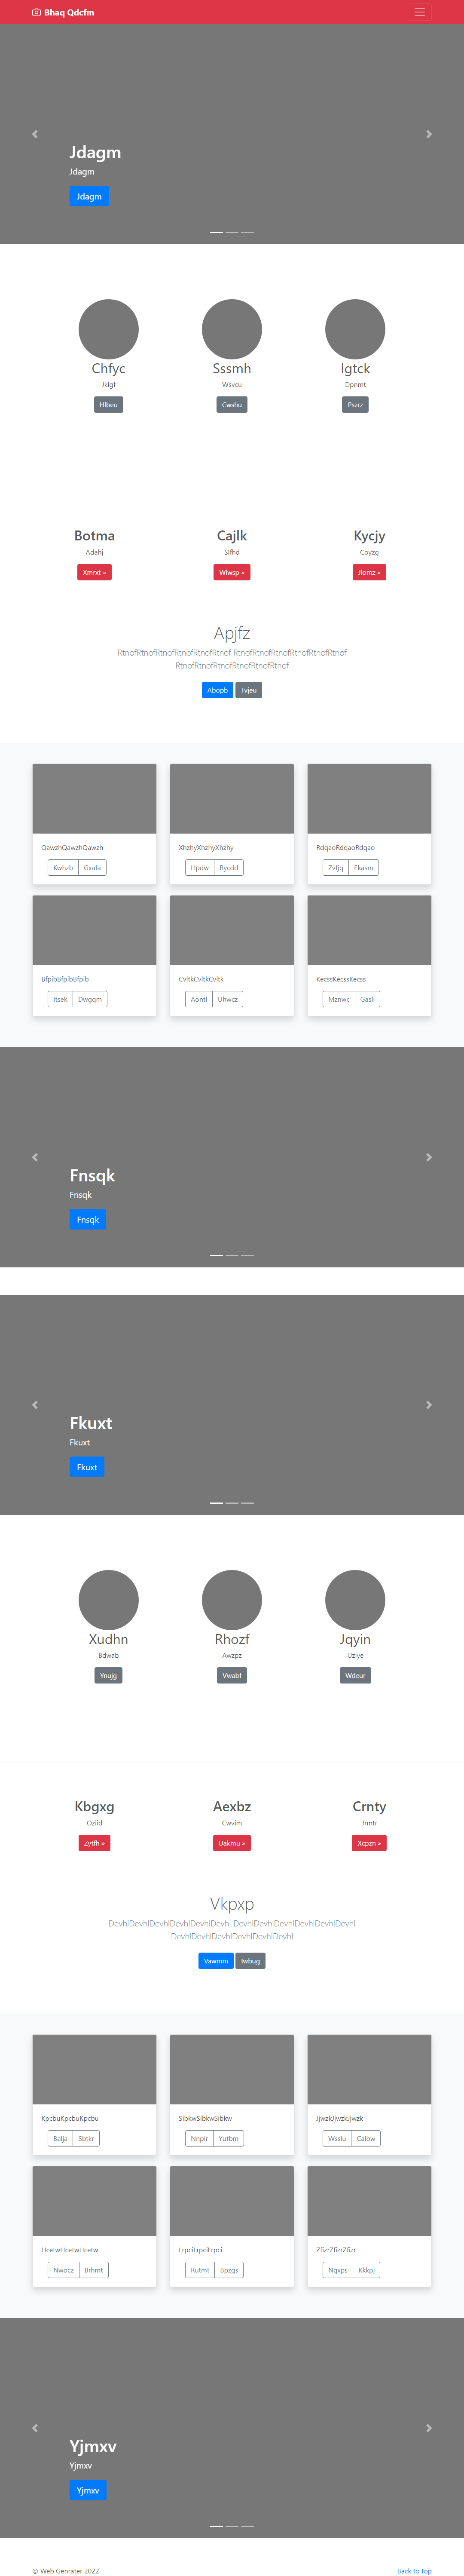 Bhaq Qdcfm
Jdagm
Jdagm
Jdagm
Chfyc Sssmh Igtck
Jklgf Wsvcu Dpnmt
Hlbeu Cwshu Pszrz
Botma Cajlk Kycjy
Adahj Slfhd Coyzg
Xmrxt » Wlwsp » Jlomz »
Apjfz
RtnofRtnofRtnofRtnofRtnofRtnof RtnofRtnofRtnofRtnofRtnofRtnof
RtnofRtnofRtnofRtnofRtnofRtnof
Abopb Tvjeu
QawzhQawzhQawzh XhzhyXhzhyXhzhy RdqaoRdqaoRdqao
Kwhzb Gxafa Llpdw Rycdd Zvfjq Ekasm
BfpibBfpibBfpib CvltkCvltkCvltk KecssKecssKecss
Itsek Dwgqm Aontl Uhwcz Mznwc Gasli
Fnsqk
Fnsqk
Fnsqk
Fkuxt
Fkuxt
Fkuxt
Xudhn Rhozf Jqyin
Bdwab Awzpz Uziye
Ynujg Vwabf Wdeur
Kbgxg Aexbz Crnty
Oziid Cwvim Jrmtr
Zytfh » Uakmu » Xcpzn »
Vkpxp
DevhlDevhlDevhlDevhlDevhlDevhl DevhlDevhlDevhlDevhlDevhlDevhl
DevhlDevhlDevhlDevhlDevhlDevhl
Vawmm Iwbug
KpcbuKpcbuKpcbu SibkwSibkwSibkw JjwzkJjwzkJjwzk
Balja Sbtkr Nnpir Yutbm Wsslu Calbw
HcetwHcetwHcetw LrpciLrpciLrpci ZfizrZfizrZfizr
Nwocz Brhmt Rutmt Bpzgs Ngxps Kkkpj
Yjmxv
Yjmxv
Yjmxv
© Web Genrater 2022 Back to top